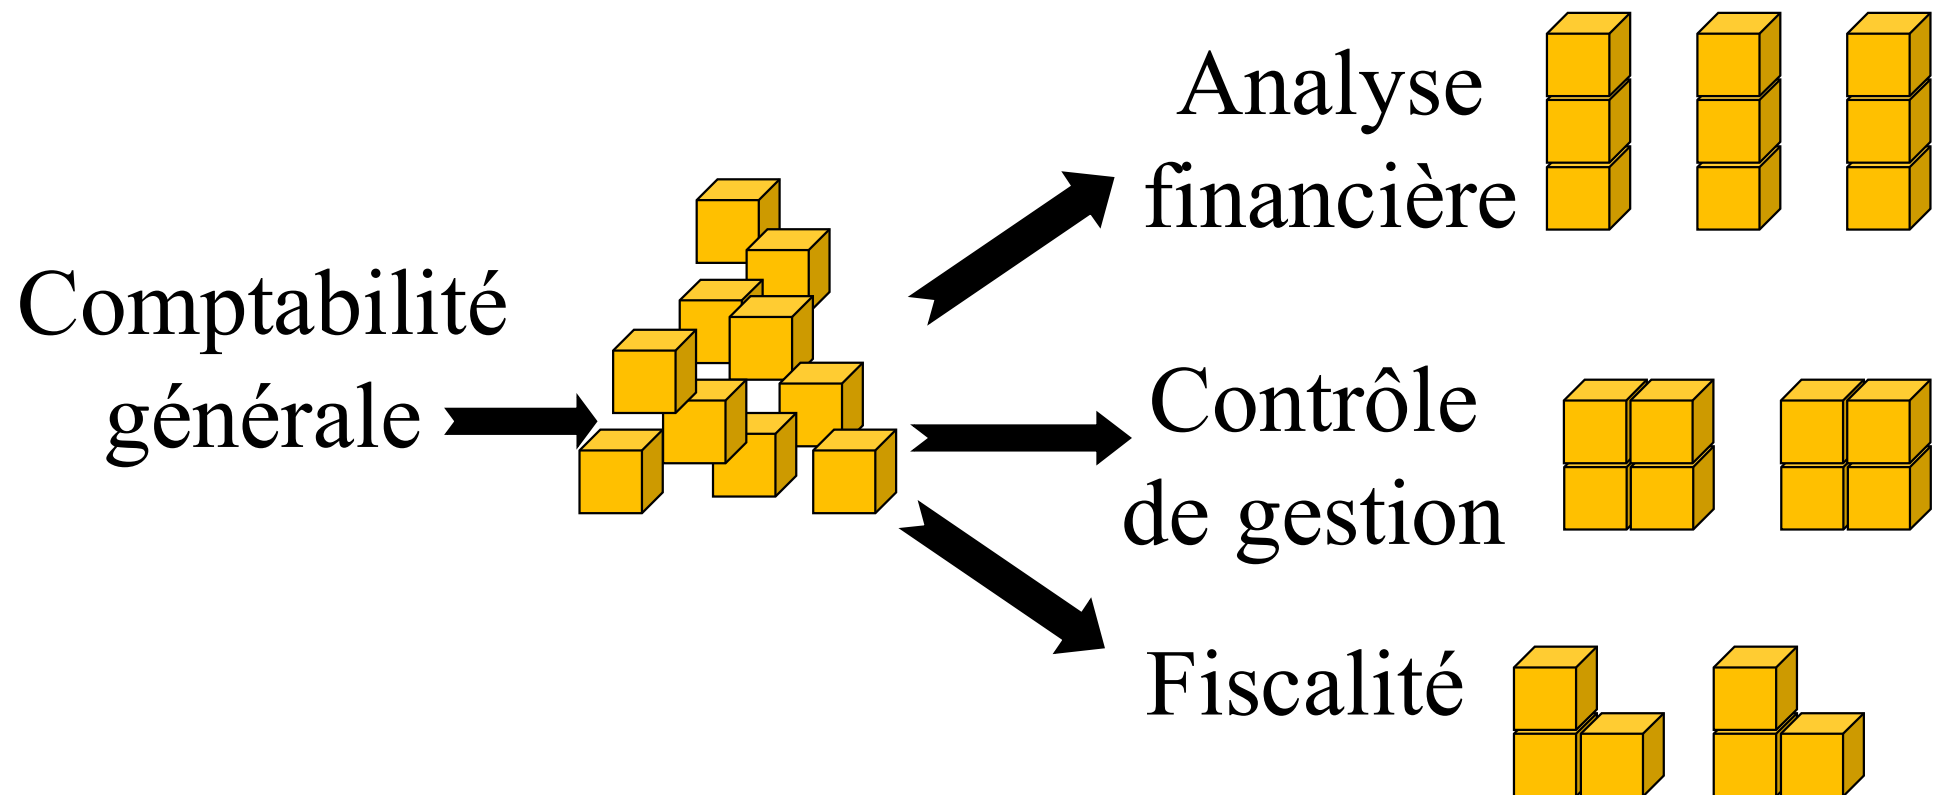 Comptabilité
générale
Analyse
financière
Contrôle
de gestion
Fiscalité